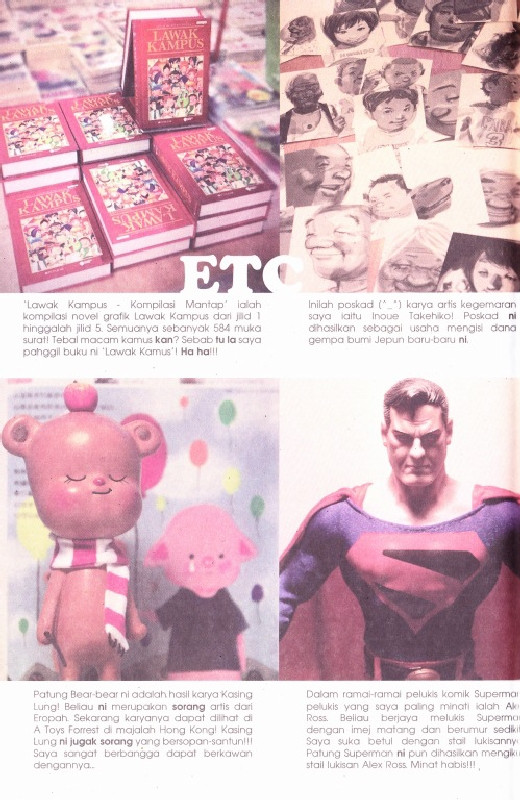 LAWAK
KAMPUS
LAWAK
KAMPUS
LAWAK
KAMPUS
LAWAK
KAMPUS
LAWAK
KAMPUS
LAWAK
KAMPUS
ETC
"Lawak Kampus - Kompilasi Mantap" ialah
kompilasi novel grafik Lawak Kampus dari jilid 1
hinggalah jilid 5. Semuanya sebanyak 584 muka
surat! Tebal macam kamus kan? Sebab tu la saya
panggil buku ni 'Lawak Kamus'! Ha ha!!!
Inilah poskad (^_^) karya artis kegemaran
saya iaitu Inoue Takehiko! Poskad ni
dihasilkan sebagai usaha mengisi dana
gempa bumi Jepun baru-baru ni.
Patung Bear-bear ni adalah hasil karya Kasing
Lung! Beliau ni merupakan sorang artis dari
Eropah. Sekarang karyanya dapat dilihat di
A Toys Forrest di majalah Hong Kong! Kasing
Lung ni jugak sorang yang bersopan-santun!!!
Saya sangat berbangga dapat berkawan
dengannya...
Dalam ramai-ramai pelukis komik Superman
pelukis yang saya paling minati ialah
Ross. Beliau berjaya melukis Superman
dengan imej matang dan berumur
Saya suka betul dengan stail lukisannya
Patung Superman ni pun dihasilkan
stail lukisan Alex Ross. Minat habis!!!